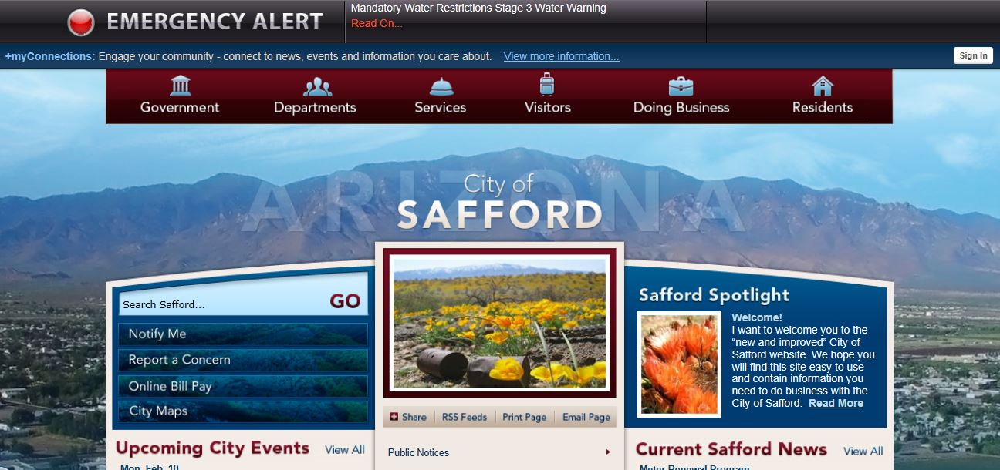 EMERGENCY ALERT
Mandatory Water Restrictions Stage 3 Water Warning
Read On...
+myConnections: Engage your community - connect to news, events and information you care about. View more information...
Sign In
Government Departments Services Visitors Doing Business Residents
ARIZONA
City of
SAFFORD
Search Safford... GO
Notify Me
Report a Concern
Online Bill Pay
City Maps
Share RSS Feeds Print Page Email Page
Safford Spotlight
Welcome!
I want to welcome you to the
“new and improved” City of
Safford website. We hope you
will find this site easy to use
and contain information you
need to do business with the
City of Safford. Read More
Upcoming City Events View All
Mon, Feb. 10
Public Notices
Current Safford News View All
Meter Renewal Program